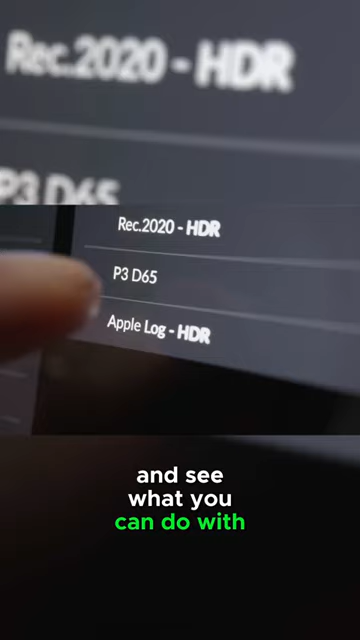 Rec.2020 - HDR
P3 D65
Rec.2020 - HDR
P3 D65
Apple Log - HDR
and see
what you
can do with